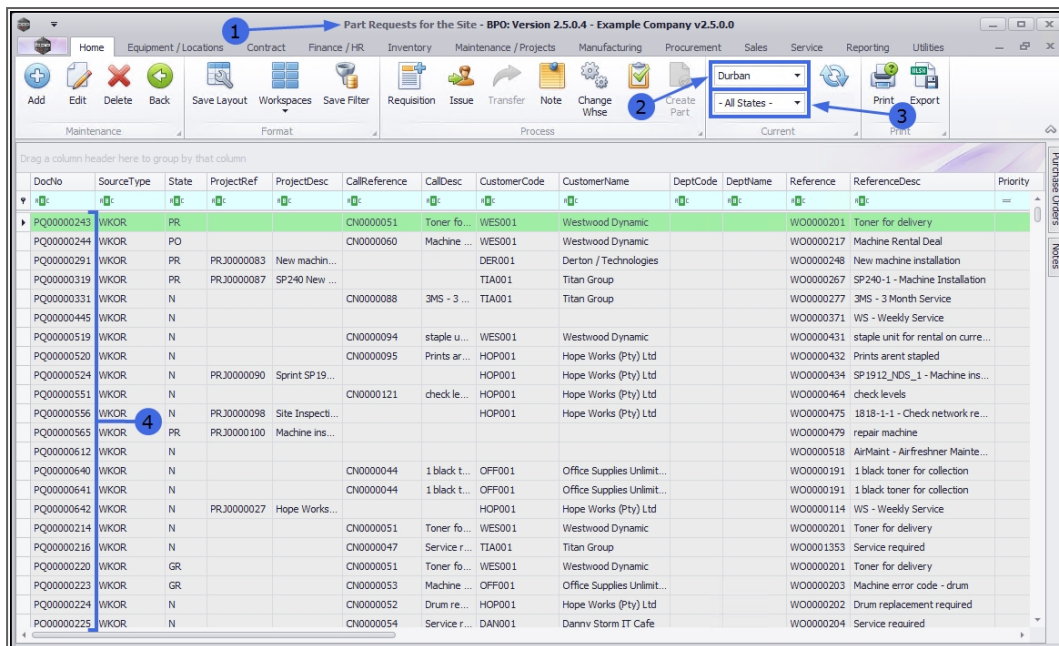 Part Requests for the Site - BPO: Version 2.5.0.4 - Example Company v2.5.0.0
1
Home Equipment / Locations Contract Finance / HR Inventory Maintenance / Projects Manufacturing Procurement Sales Service Reporting Utilities
Add Edit Delete Back Save Layout Workspaces Save Filter Requisition Issue Transfer Note Change Whse Create Part Durban - All States - Print Export
2
3
Maintenance Format Process Current Print
Drag a column header here to group by that column
DocNo SourceType State ProjectRef ProjectDesc CallReference CallDesc CustomerCode CustomerName DeptCode DeptName Reference ReferenceDesc Priority
PQ00000243 WKOR PR CN0000051 Toner fo... WES001 Westwood Dynamic WO0000201 Toner for delivery
PQ00000244 WKOR PO CN0000060 Machine ... WES001 Westwood Dynamic WO0000217 Machine Rental Deal
PQ00000291 WKOR PR PRJ0000083 New machin... DER001 Derton / Technologies WO0000248 New machine installation
PQ00000319 WKOR PR PRJ0000087 SP240 New ... TIA001 Titan Group WO0000267 SP240-1 - Machine Installation
PQ00000331 WKOR N CN0000088 3MS - 3 ... TIA001 Titan Group WO0000277 3MS - 3 Month Service
PQ00000445 WKOR N WO0000371 WS - Weekly Service
PQ00000519 WKOR N CN0000094 staple u... WES001 Westwood Dynamic WO0000431 staple unit for rental on curre...
PQ00000520 WKOR N CN0000095 Prints ar... HOP001 Hope Works (Pty) Ltd WO0000432 Prints arent stapled
PQ00000524 WKOR N PRJ0000090 Sprint SP19... HOP001 Hope Works (Pty) Ltd WO0000434 SP1912_NDS_1 - Machine ins...
PQ00000551 WKOR N CN0000121 check le... HOP001 Hope Works (Pty) Ltd WO0000464 check levels
PQ00000556 WKOR N PRJ0000098 Site Inspecti... HOP001 Hope Works (Pty) Ltd WO0000475 1818-1-1 - Check network re...
4
PQ00000565 WKOR PR PRJ0000100 Machine ins... WO0000479 repair machine
PQ00000612 WKOR N WO0000518 AirMaint - Airfreshner Mainte...
PQ00000640 WKOR N CN0000044 1 black t... OFF001 Office Supplies Unlimit... WO0000191 1 black toner for collection
PQ00000641 WKOR N CN0000044 1 black t... OFF001 Office Supplies Unlimit... WO0000191 1 black toner for collection
PQ00000642 WKOR N PRJ0000027 Hope Works... HOP001 Hope Works (Pty) Ltd WO0000114 WS - Weekly Service
PQ00000214 WKOR N CN0000051 Toner fo... WES001 Westwood Dynamic WO0000201 Toner for delivery
PQ00000216 WKOR N CN0000047 Service r... TIA001 Titan Group WO0001353 Service required
PQ00000220 WKOR GR CN0000051 Toner fo... WES001 Westwood Dynamic WO0000201 Toner for delivery
PQ00000223 WKOR GR CN0000053 Machine ... OFF001 Office Supplies Unlimit... WO0000203 Machine error code - drum
PQ00000224 WKOR N CN0000052 Drum re... HOP001 Hope Works (Pty) Ltd WO0000202 Drum replacement required
PQ00000225 WKOR N CN0000054 Service r... DAN001 Danny Storm IT Cafe WO0000204 Service required
Purchase Orders
Notes